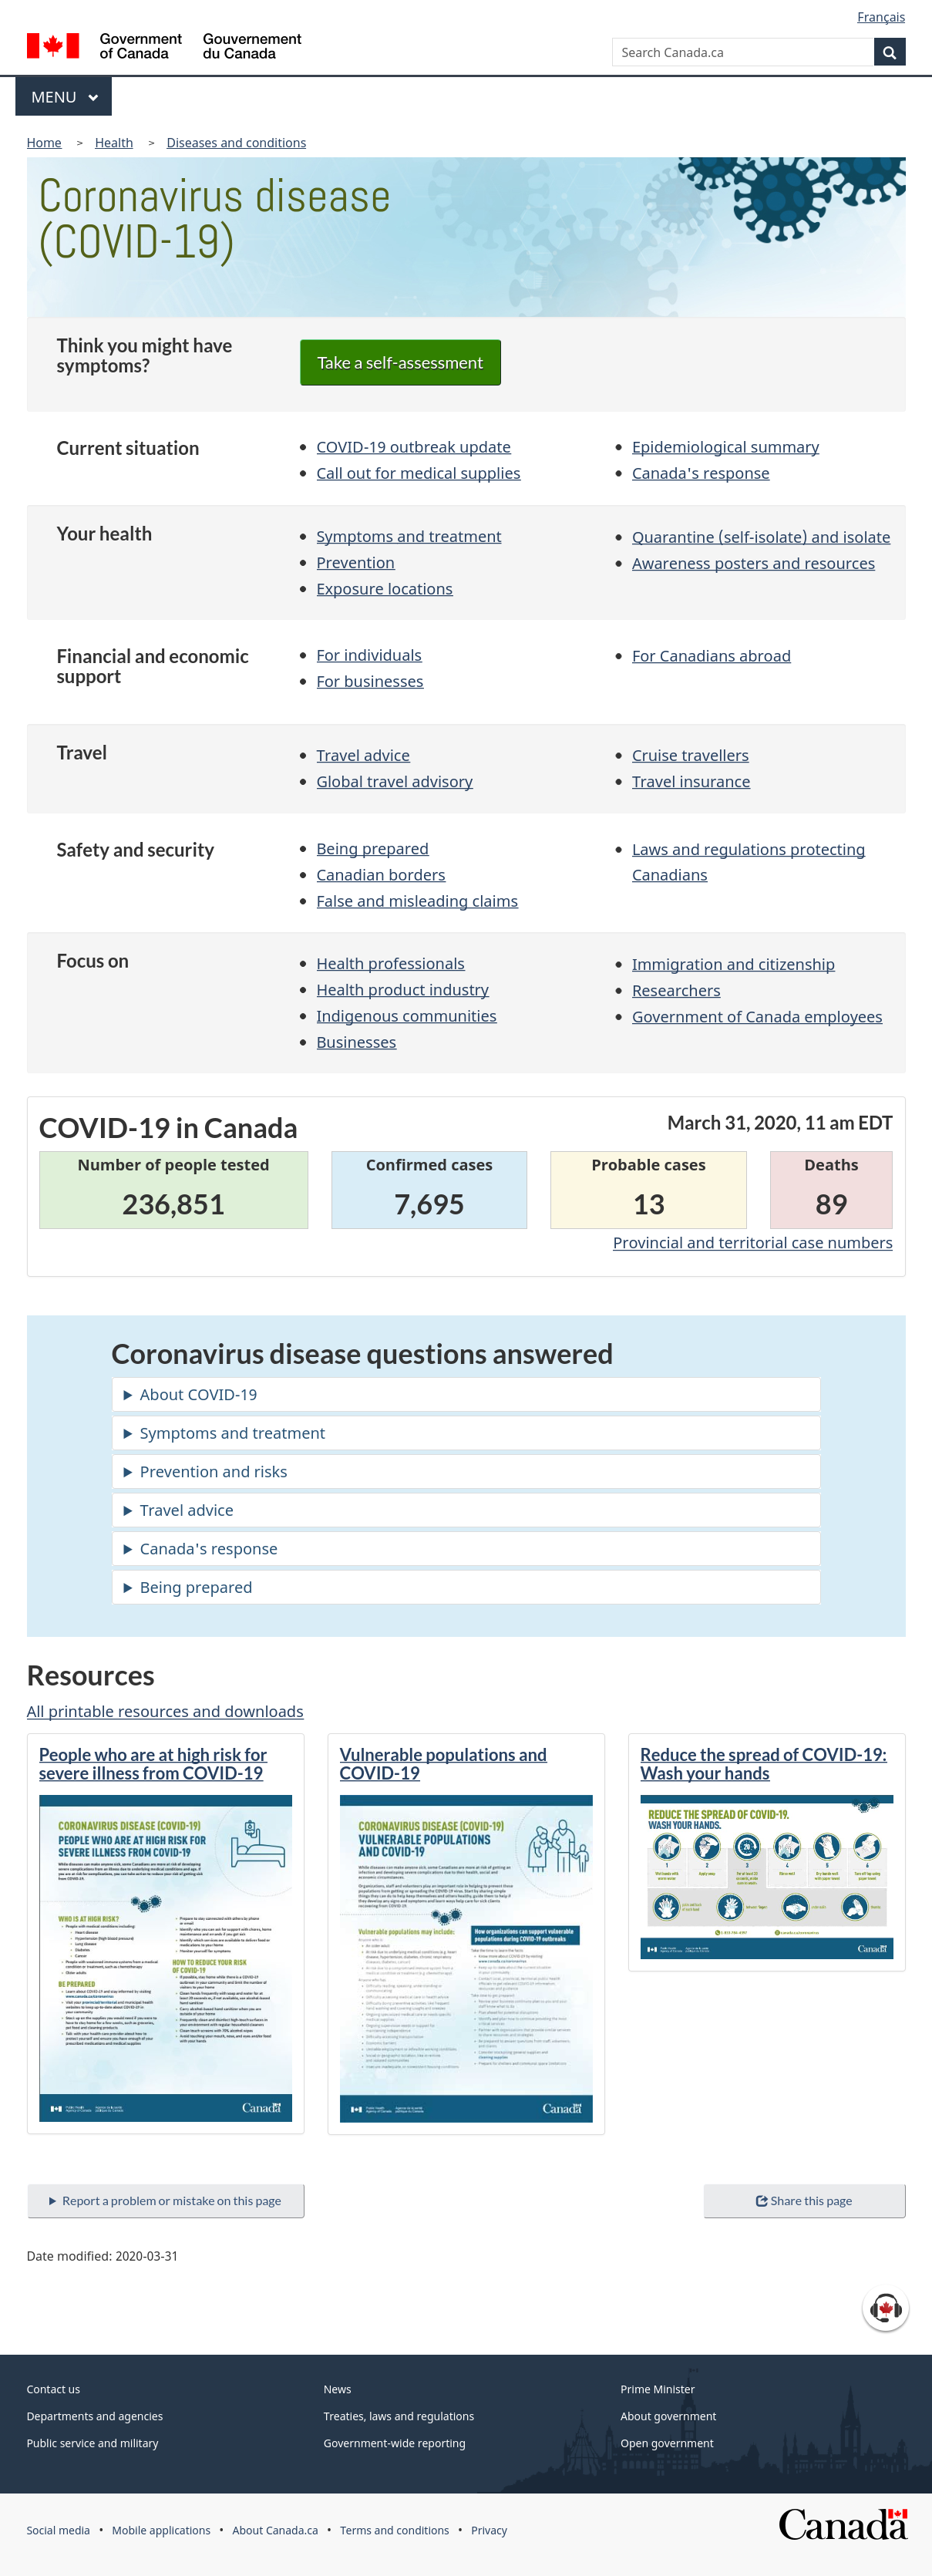 Français
Government
of Canada
Gouvernement
du Canada
Search Canada.ca
MENU
Home > Health > Diseases and conditions
Coronavirus disease
(COVID-19)
Think you might have
symptoms?
Take a self-assessment
Current situation
COVID-19 outbreak update
Call out for medical supplies
Epidemiological summary
Canada's response
Your health
Symptoms and treatment
Prevention
Exposure locations
Quarantine (self-isolate) and isolate
Awareness posters and resources
Financial and economic
support
For individuals
For businesses
For Canadians abroad
Travel
Travel advice
Global travel advisory
Cruise travellers
Travel insurance
Safety and security
Being prepared
Canadian borders
False and misleading claims
Laws and regulations protecting
Canadians
Focus on
Health professionals
Health product industry
Indigenous communities
Businesses
Immigration and citizenship
Researchers
Government of Canada employees
COVID-19 in Canada
March 31, 2020, 11 am EDT
Number of people tested
236,851
Confirmed cases
7,695
Probable cases
13
Deaths
89
Provincial and territorial case numbers
Coronavirus disease questions answered
About COVID-19
Symptoms and treatment
Prevention and risks
Travel advice
Canada's response
Being prepared
Resources
All printable resources and downloads
People who are at high risk for
severe illness from COVID-19
CORONAVIRUS DISEASE (COVID-19)
PEOPLE WHO ARE AT HIGH RISK FOR
SEVERE ILLNESS FROM COVID-19
WHO IS AT HIGH RISK?
BE PREPARED
HOW TO REDUCE YOUR RISK
OF COVID-19
Canada
Vulnerable populations and
COVID-19
CORONAVIRUS DISEASE (COVID-19)
VULNERABLE POPULATIONS
AND COVID-19
Vulnerable populations may include:
How organizations can support vulnerable
populations during COVID-19 outbreaks
Canada
Reduce the spread of COVID-19:
Wash your hands
REDUCE THE SPREAD OF COVID-19.
WASH YOUR HANDS.
1 2 3 4 5 6
Canada
Report a problem or mistake on this page
Share this page
Date modified: 2020-03-31
Contact us
Departments and agencies
Public service and military
News
Treaties, laws and regulations
Government-wide reporting
Prime Minister
About government
Open government
Social media • Mobile applications • About Canada.ca • Terms and conditions • Privacy
Canada